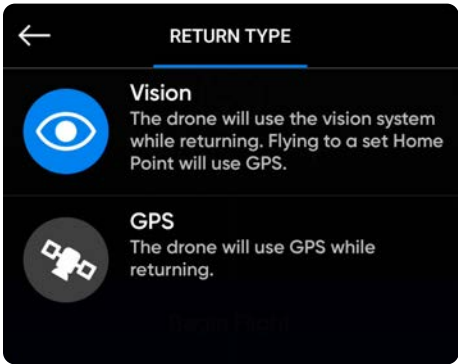 RETURN TYPE
Vision
The drone will use the vision system
while returning. Flying to a set Home
Point will use GPS.
GPS
The drone will use GPS while
returning.